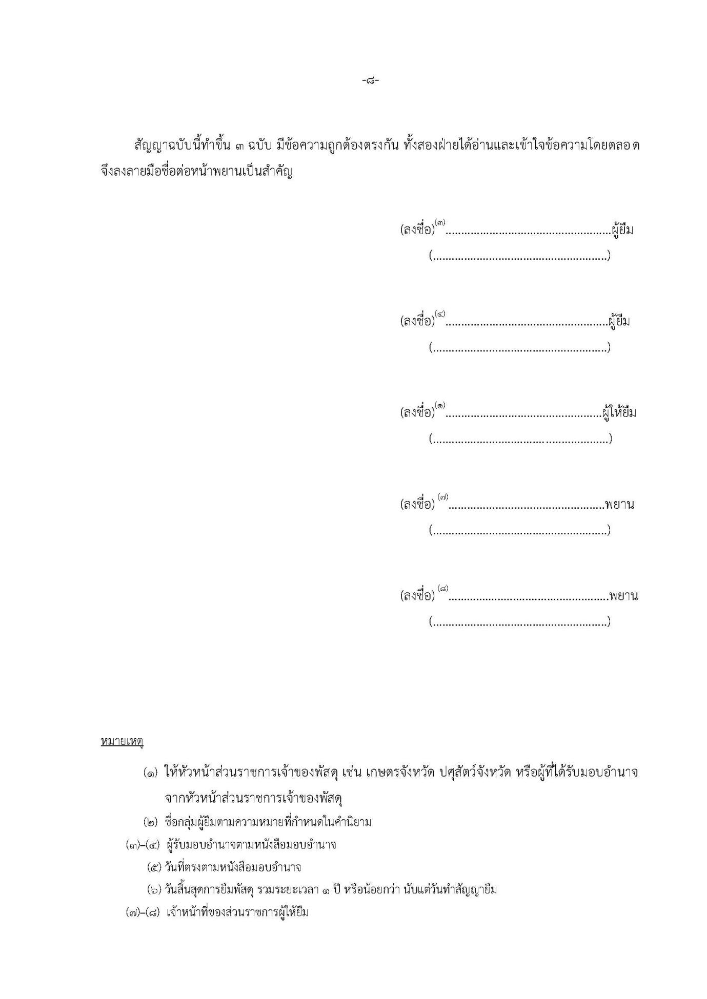 -๘-
สัญญาฉบับนี้ทำขึ้น ๓ ฉบับ มีข้อความถูกต้องตรงกัน ทั้งสองฝ่ายได้อ่านและเข้าใจข้อความโดยตลอด
จึงลงลายมือชื่อต่อหน้าพยานเป็นสำคัญ
(ลงชื่อ)(๓).....................................................ผู้ยืม
(........................................................)
(ลงชื่อ)(๔)....................................................ผู้ยืม
(........................................................)
(ลงชื่อ)(๑)..................................................ผู้ให้ยืม
(........................................................)
(ลงชื่อ) (๗)..................................................พยาน
(........................................................)
(ลงชื่อ) (๘)...................................................พยาน
(........................................................)
หมายเหตุ
(๑) ให้หัวหน้าส่วนราชการเจ้าของพัสดุ เช่น เกษตรจังหวัด ปศุสัตว์จังหวัด หรือผู้ที่ได้รับมอบอำนาจ
จากหัวหน้าส่วนราชการเจ้าของพัสดุ
(๒) ชื่อกลุ่มผู้ยืมตามความหมายที่กำหนดในคำนิยาม
(๓)–(๔) ผู้รับมอบอำนาจตามหนังสือมอบอำนาจ
(๕) วันที่ตรงตามหนังสือมอบอำนาจ
(๖) วันสิ้นสุดการยืมพัสดุ รวมระยะเวลา ๑ ปี หรือน้อยกว่า นับแต่วันทำสัญญายืม
(๗)–(๘) เจ้าหน้าที่ของส่วนราชการผู้ให้ยืม